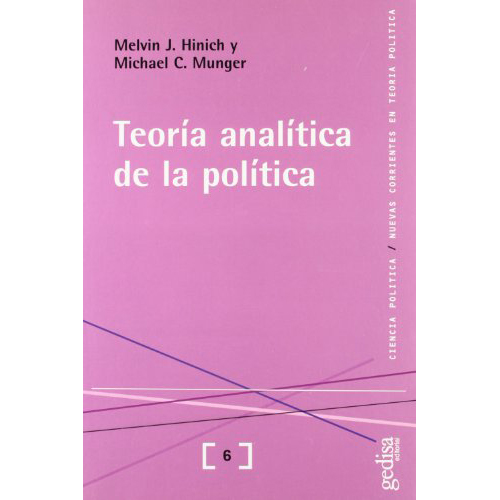 Melvin J. Hinich y
Michael C. Munger
Teoría analítica
de la política
CIENCIA POLITICA / NUEVAS CORRIENTES EN TEORIA POLITICA
[ 6 ]
gedisa
editorial